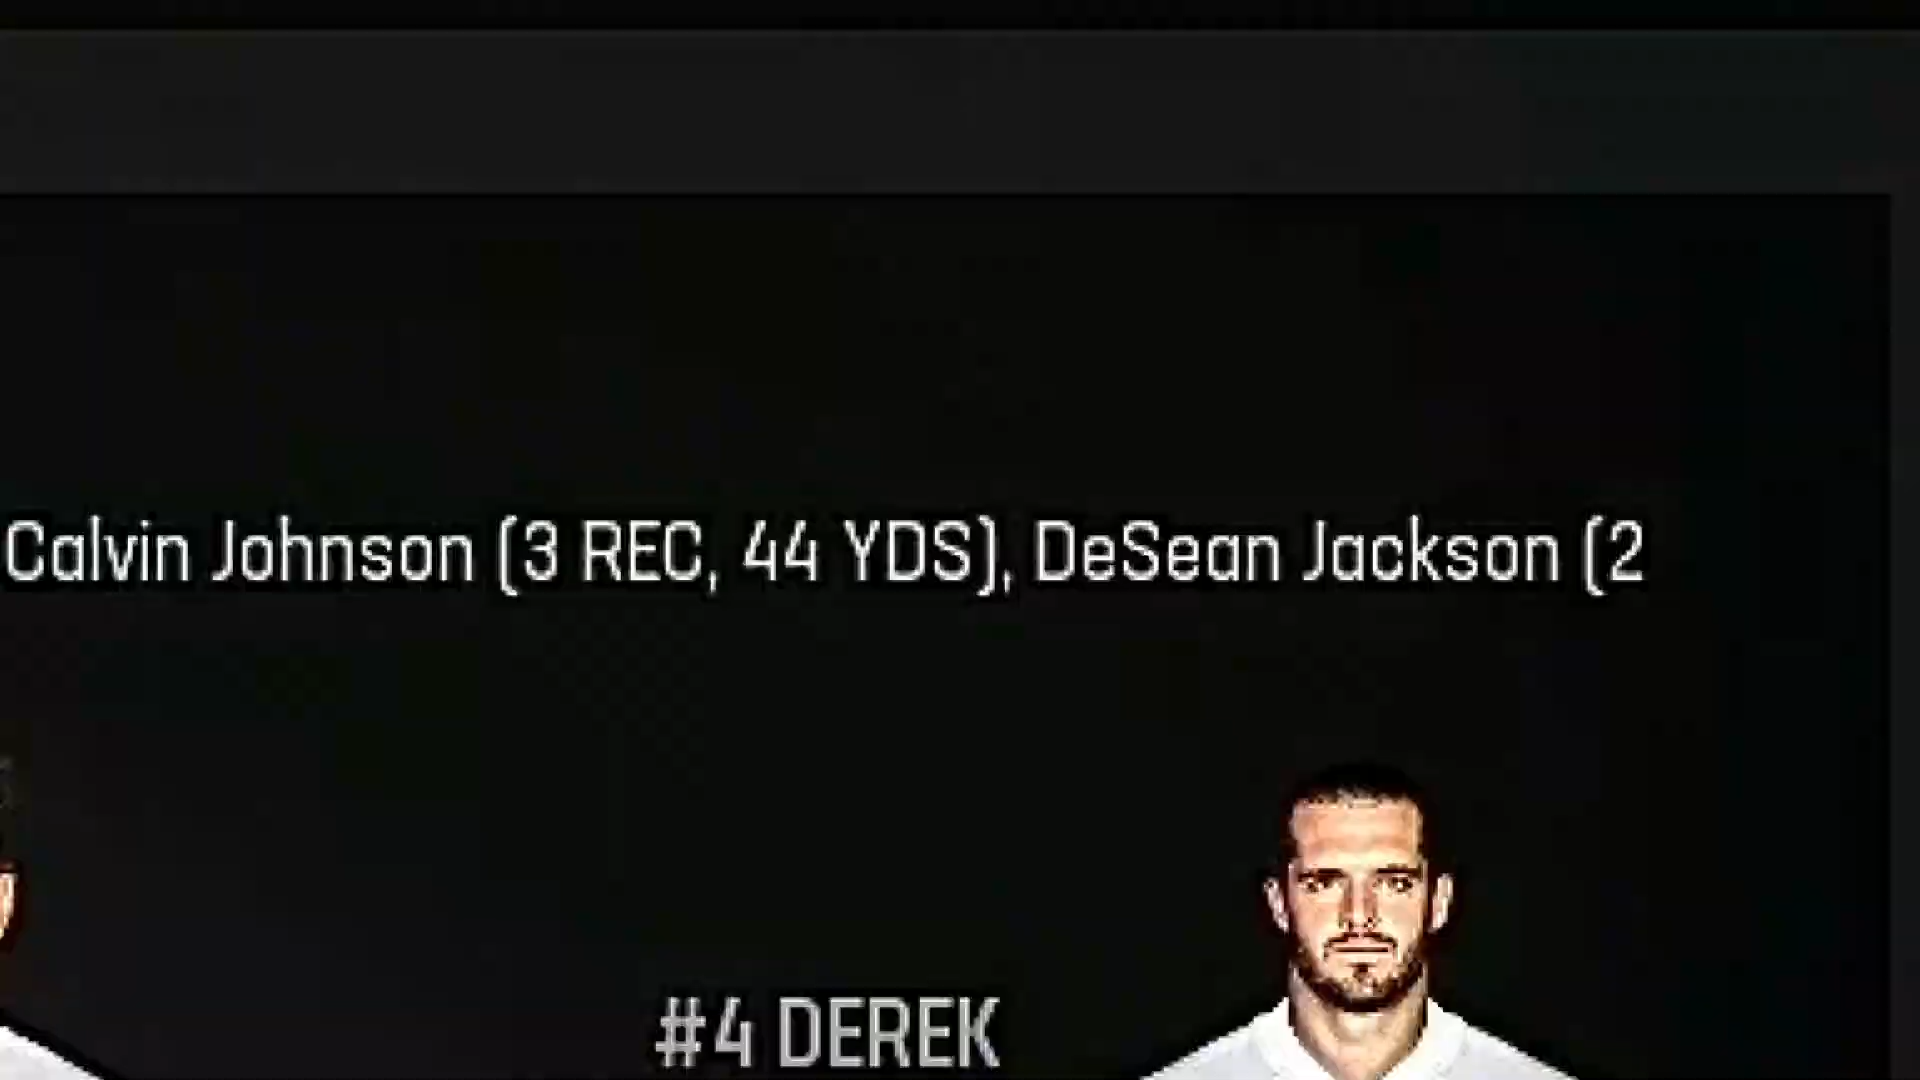 Calvin Johnson (3 REC, 44 YDS), DeSean Jackson (2
#4 DEREK